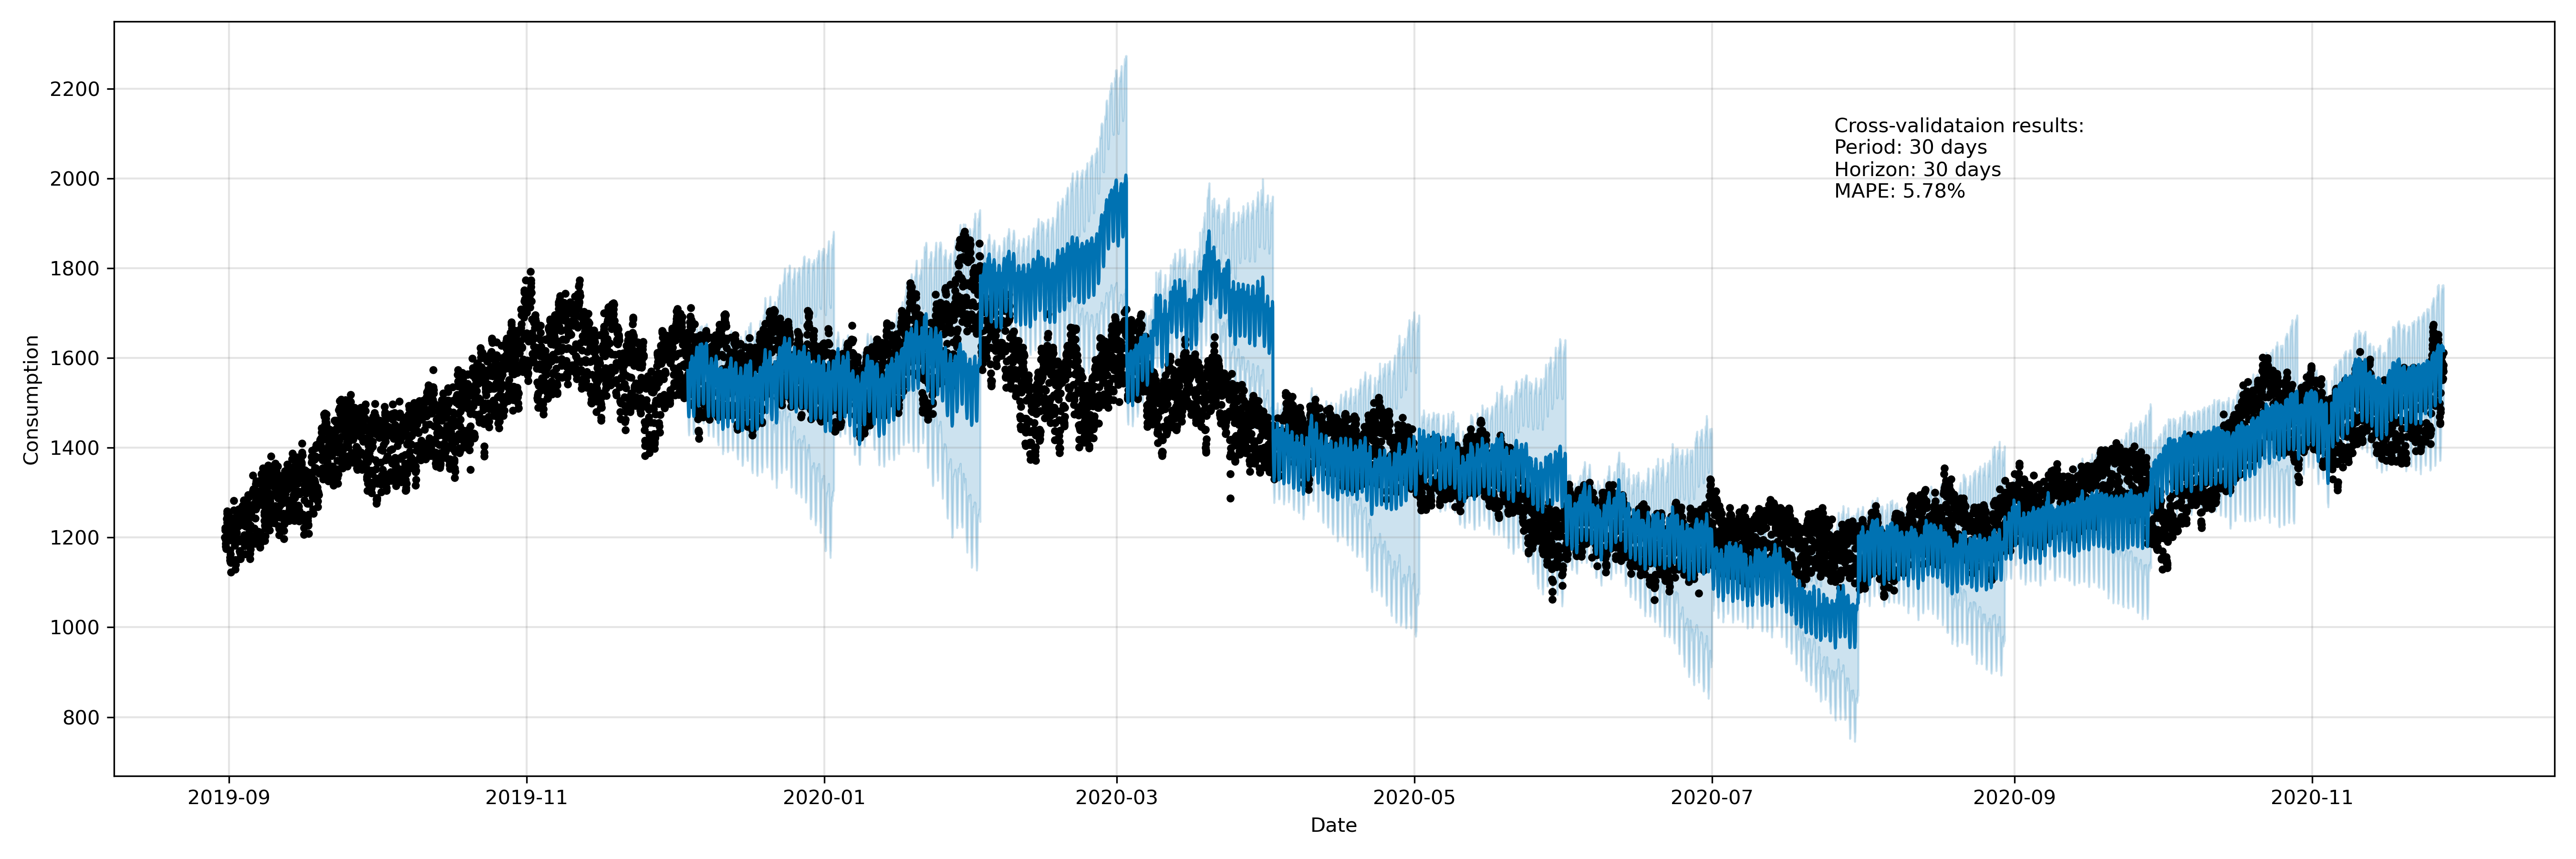 2200
2000
1800
1600
1400
1200
1000
800
Consumption
Cross-validataion results:
Period: 30 days
Horizon: 30 days
MAPE: 5.78%
2019-09
2019-11
2020-01
2020-03
2020-05
2020-07
2020-09
2020-11
Date